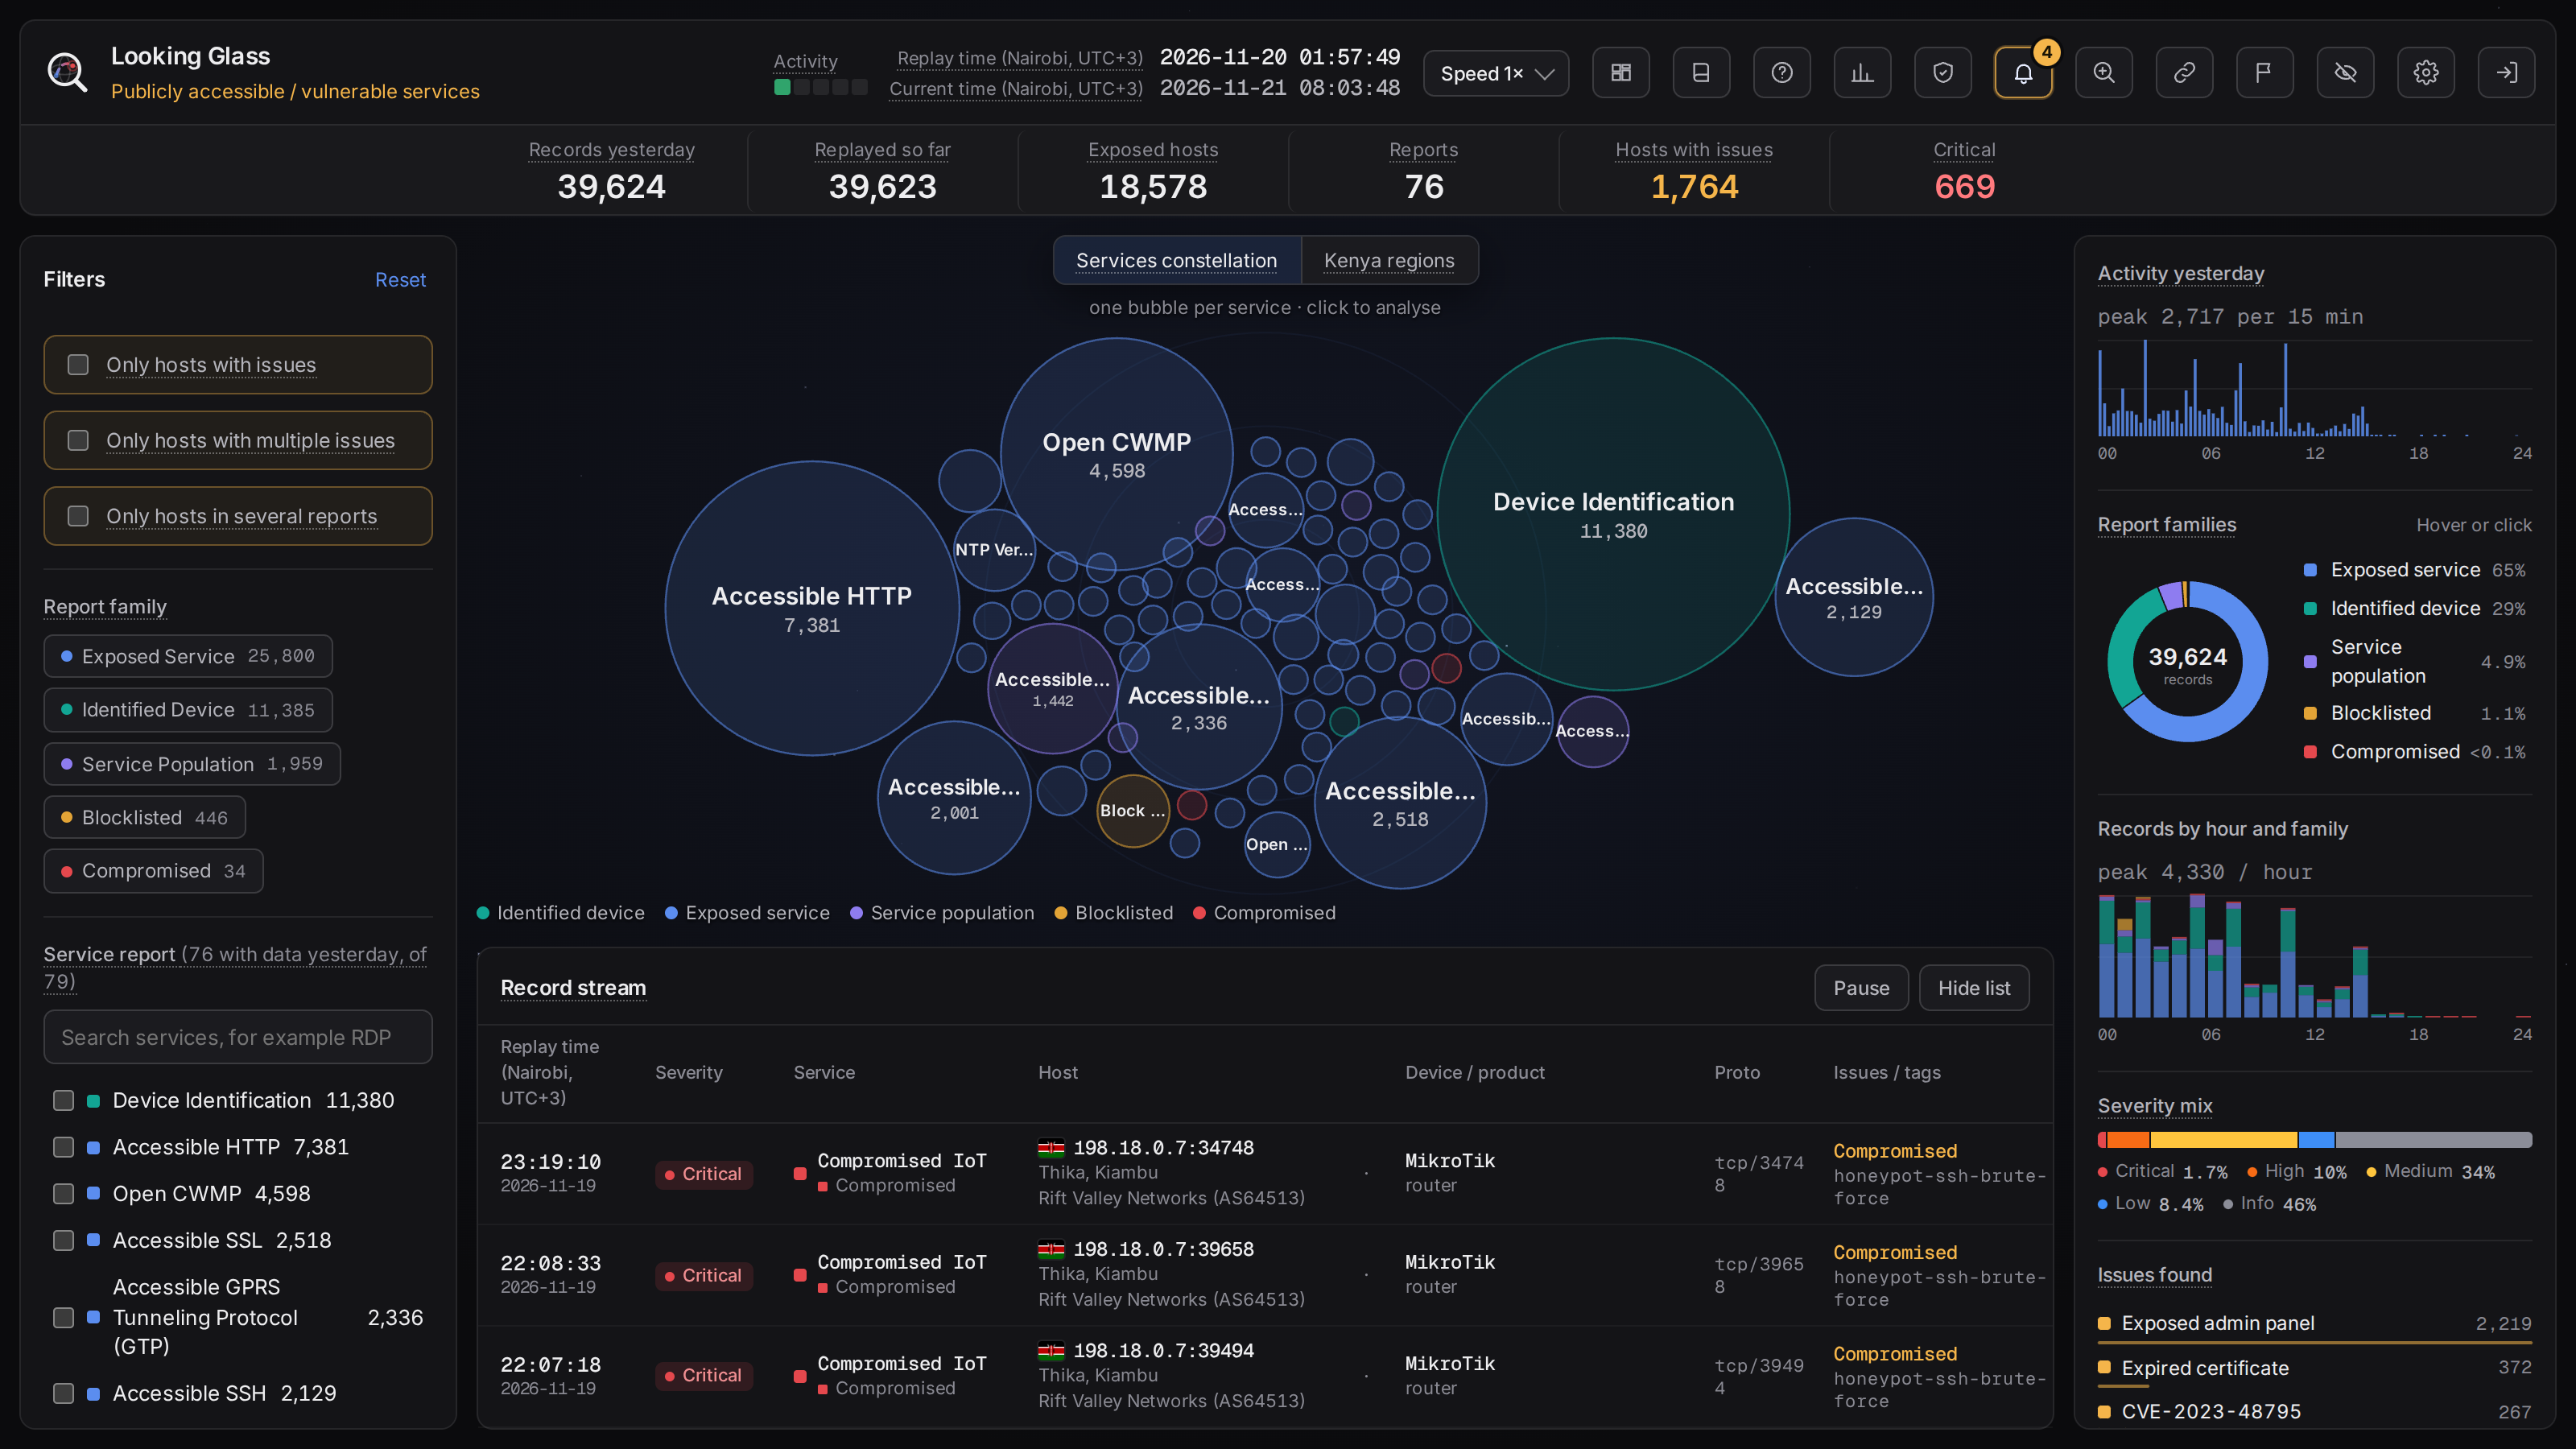 Looking Glass
Publicly accessible / vulnerable services
Activity
Replay time (Nairobi, UTC+3) 2026-11-20 01:57:49
Current time (Nairobi, UTC+3) 2026-11-21 08:03:48
Speed 1×
4
Records yesterday
39,624
Replayed so far
39,623
Exposed hosts
18,578
Reports
76
Hosts with issues
1,764
Critical
669
Filters
Reset
Only hosts with issues
Only hosts with multiple issues
Only hosts in several reports
Report family
Exposed Service 25,800
Identified Device 11,385
Service Population 1,959
Blocklisted 446
Compromised 34
Service report (76 with data yesterday, of
79)
Search services, for example RDP
Device Identification 11,380
Accessible HTTP 7,381
Open CWMP 4,598
Accessible SSL 2,518
Accessible GPRS
Tunneling Protocol
(GTP)
2,336
Accessible SSH 2,129
Services constellation
Kenya regions
one bubble per service · click to analyse
Open CWMP
4,598
Device Identification
11,380
Accessible HTTP
7,381
Access...
NTP Ver...
Access...
Accessible...
2,129
Accessible...
1,442
Accessible...
2,336
Accessib...
Access...
Accessible...
2,001
Block ...
Open ...
Accessible...
2,518
Identified device
Exposed service
Service population
Blocklisted
Compromised
Record stream
Pause
Hide list
Replay time
(Nairobi,
UTC+3)
Severity
Service
Host
Device / product
Proto
Issues / tags
23:19:10
2026-11-19
Critical
Compromised IoT
Compromised
198.18.0.7:34748
Thika, Kiambu
Rift Valley Networks (AS64513)
·
MikroTik
router
tcp/3474
8
Compromised
honeypot-ssh-brute-
force
22:08:33
2026-11-19
Critical
Compromised IoT
Compromised
198.18.0.7:39658
Thika, Kiambu
Rift Valley Networks (AS64513)
·
MikroTik
router
tcp/3965
8
Compromised
honeypot-ssh-brute-
force
22:07:18
2026-11-19
Critical
Compromised IoT
Compromised
198.18.0.7:39494
Thika, Kiambu
Rift Valley Networks (AS64513)
·
MikroTik
router
tcp/3949
4
Compromised
honeypot-ssh-brute-
force
Activity yesterday
peak 2,717 per 15 min
00 06 12 18 24
Report families
Hover or click
39,624
records
Exposed service 65%
Identified device 29%
Service
population
4.9%
Blocklisted 1.1%
Compromised <0.1%
Records by hour and family
peak 4,330 / hour
00 06 12 18 24
Severity mix
Critical 1.7% High 10% Medium 34%
Low 8.4% Info 46%
Issues found
Exposed admin panel 2,219
Expired certificate 372
CVE-2023-48795 267